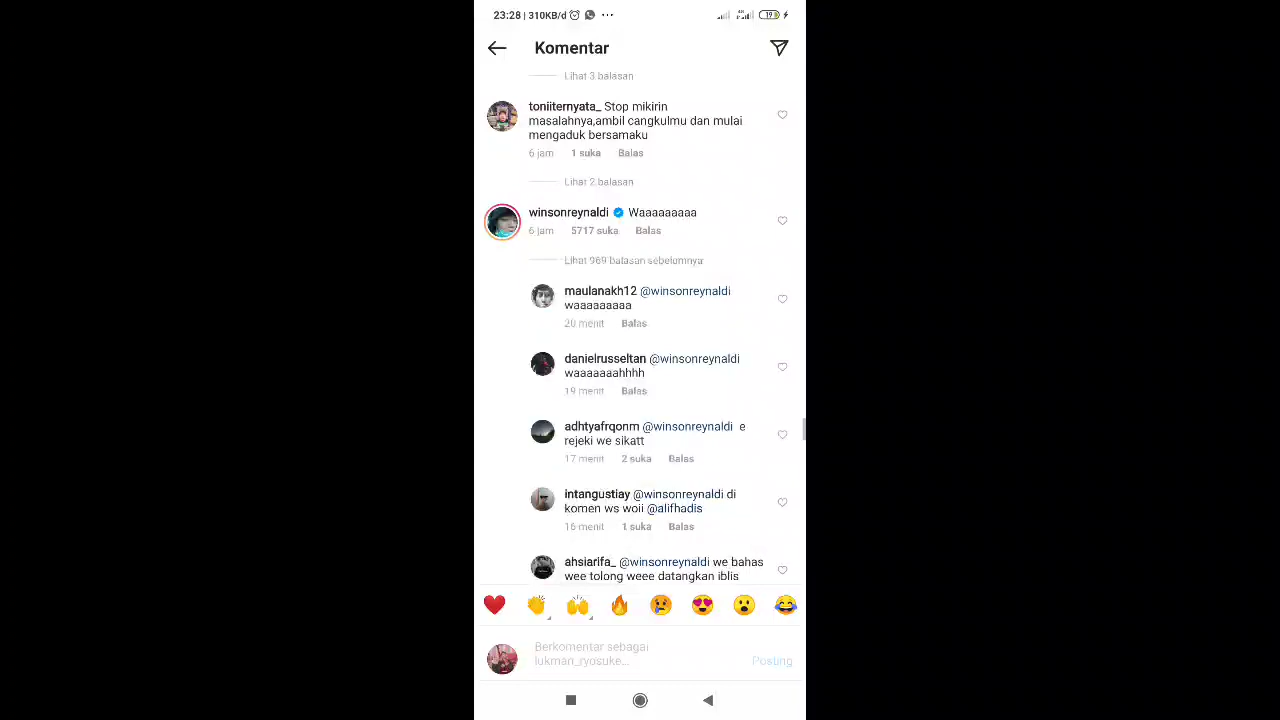 23:28 | 310KB/d ... 19
Komentar
Lihat 3 balasan
toniiternyata_ Stop mikirin
masalahnya,ambil cangkulmu dan mulai
mengaduk bersamaku
6 jam 1 suka Balas
Lihat 2 balasan
winsonreynaldi Waaaaaaaaa
6 jam 5717 suka Balas
Lihat 969 balasan sebelumnya
maulanakh12 @winsonreynaldi
waaaaaaaaa
20 menit Balas
danielrusseltan @winsonreynaldi
waaaaaaahhhh
19 menit Balas
adhtyafrqonm @winsonreynaldi e
rejeki we sikatt
17 menit 2 suka Balas
intangustiay @winsonreynaldi di
komen ws woii @alifhadis
16 menit 1 suka Balas
ahsiarifa_ @winsonreynaldi we bahas
wee tolong weee datangkan iblis
Berkomentar sebagai
lukman_ryosuke... Posting